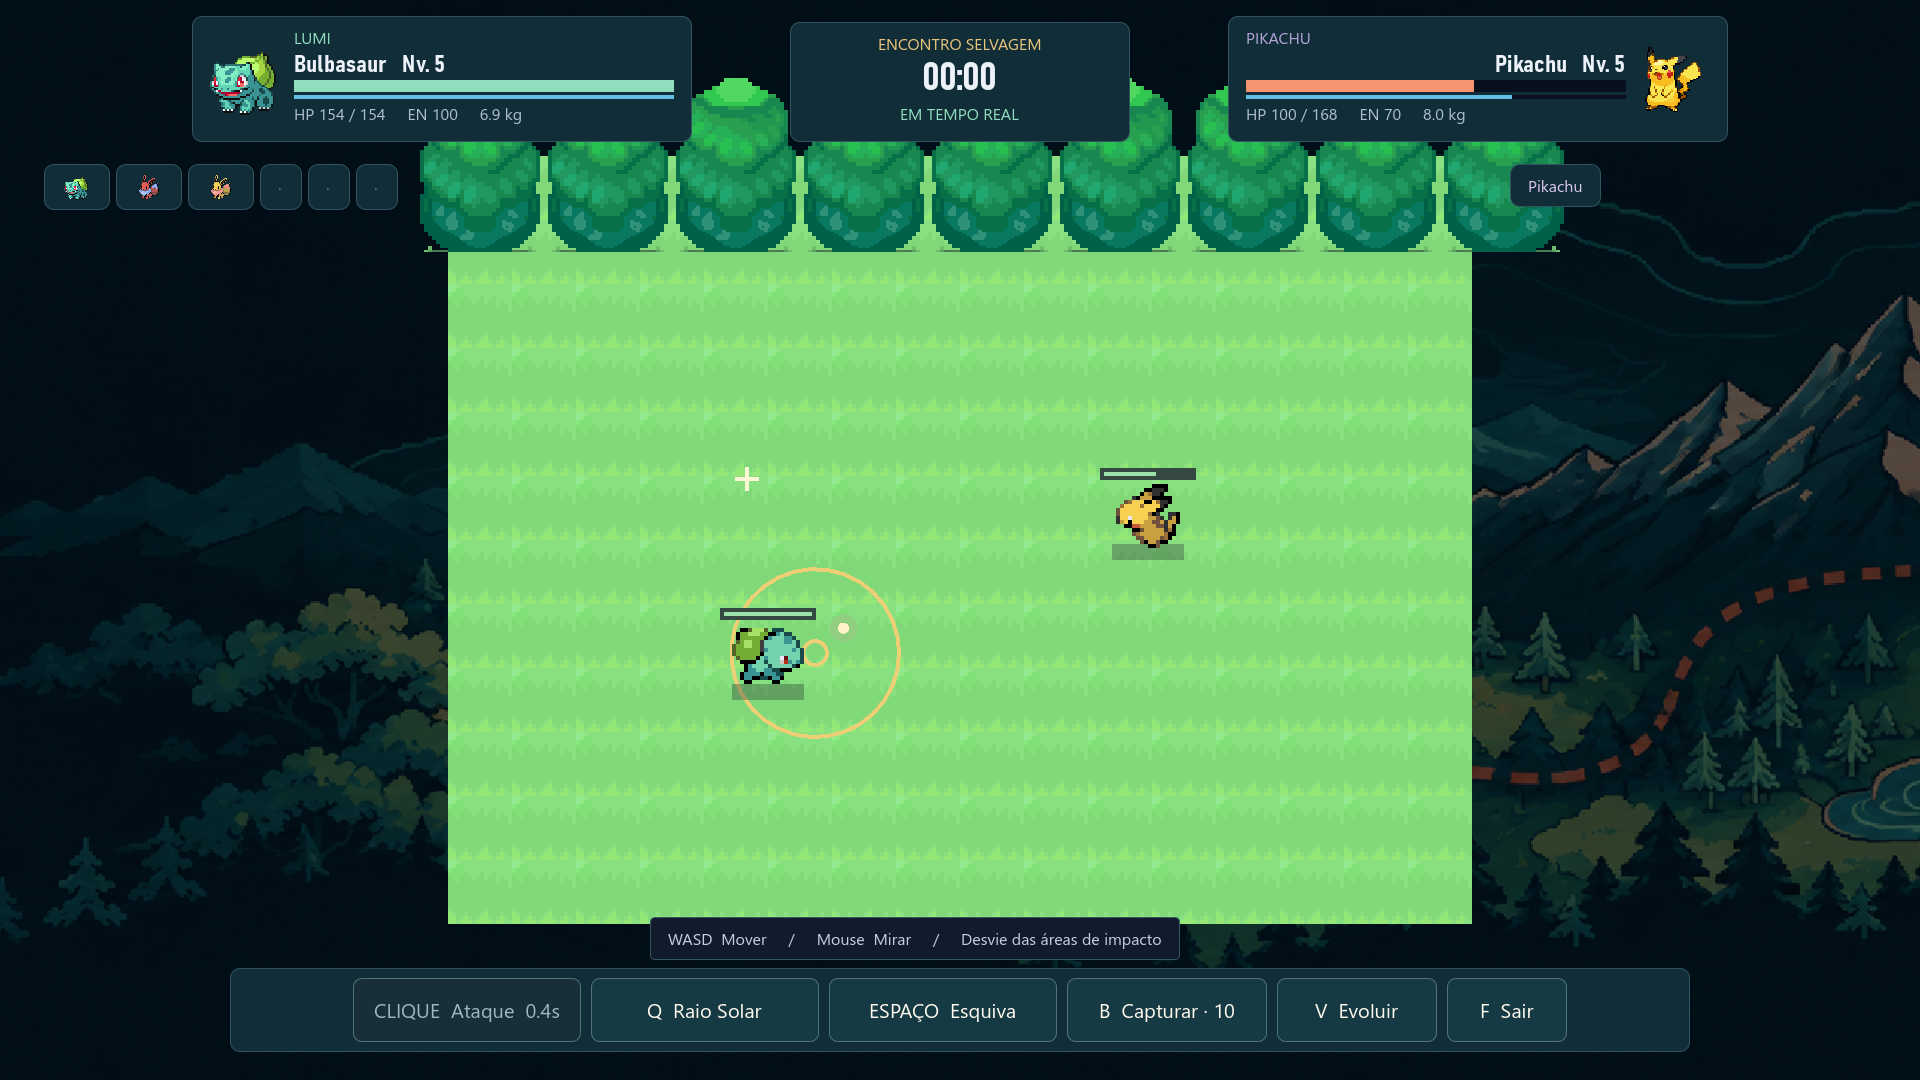 LUMI
Bulbasaur Nv. 5
HP 154 / 154 EN 100 6.9 kg
ENCONTRO SELVAGEM
00:00
EM TEMPO REAL
PIKACHU
Pikachu Nv. 5
HP 100 / 168 EN 70 8.0 kg
Pikachu
WASD Mover / Mouse Mirar / Desvie das áreas de impacto
CLIQUE Ataque 0.4s
Q Raio Solar
ESPAÇO Esquiva
B Capturar · 10
V Evoluir
F Sair